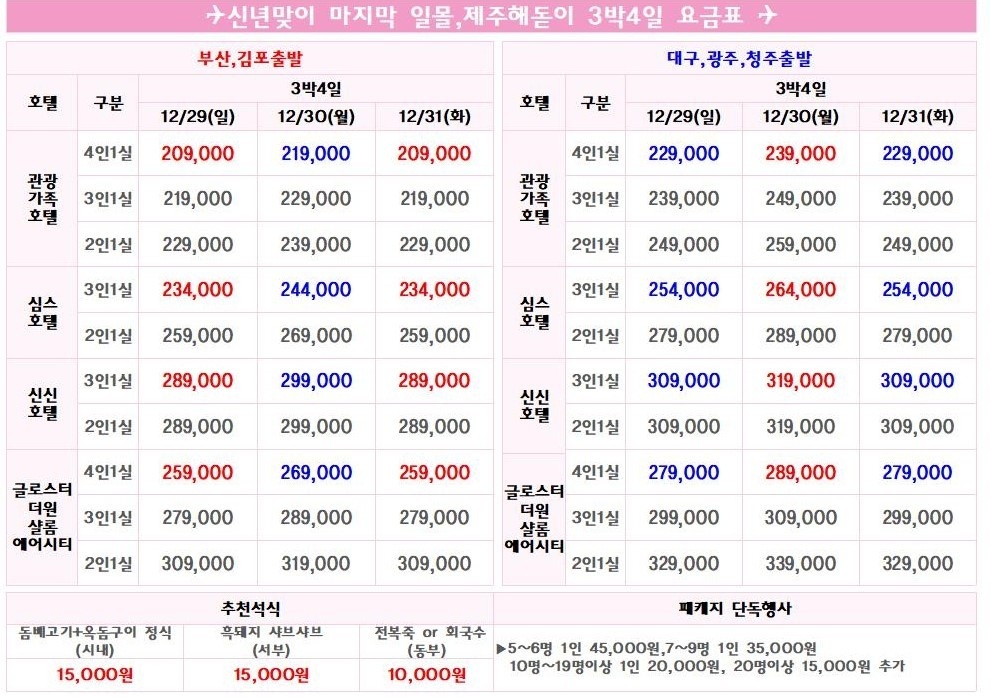 ✈신년맞이 마지막 일몰,제주해돋이 3박4일 요금표 ✈
부산,김포출발
호텔 구분 3박4일
12/29(일) 12/30(월) 12/31(화)
관광 가족 호텔
4인1실 209,000 219,000 209,000
3인1실 219,000 229,000 219,000
2인1실 229,000 239,000 229,000
심스 호텔
3인1실 234,000 244,000 234,000
2인1실 259,000 269,000 259,000
신신 호텔
3인1실 289,000 299,000 289,000
2인1실 289,000 299,000 289,000
글로스터 더원 샬롬 에어시티
4인1실 259,000 269,000 259,000
3인1실 279,000 289,000 279,000
2인1실 309,000 319,000 309,000
대구,광주,청주출발
호텔 구분 3박4일
12/29(일) 12/30(월) 12/31(화)
관광 가족 호텔
4인1실 229,000 239,000 229,000
3인1실 239,000 249,000 239,000
2인1실 249,000 259,000 249,000
심스 호텔
3인1실 254,000 264,000 254,000
2인1실 279,000 289,000 279,000
신신 호텔
3인1실 309,000 319,000 309,000
2인1실 309,000 319,000 309,000
글로스터 더원 샬롬 에어시티
4인1실 279,000 289,000 279,000
3인1실 299,000 309,000 299,000
2인1실 329,000 339,000 329,000
추천석식
돔베고기+옥돔구이 정식 흑돼지 샤브샤브 전복죽 or 회국수
(시내) (서부) (동부)
15,000원 15,000원 10,000원
패캐지 단독행사
▶5~6명 1인 45,000원,7~9명 1인 35,000원
10명~19명이상 1인 20,000원, 20명이상 15,000원 추가